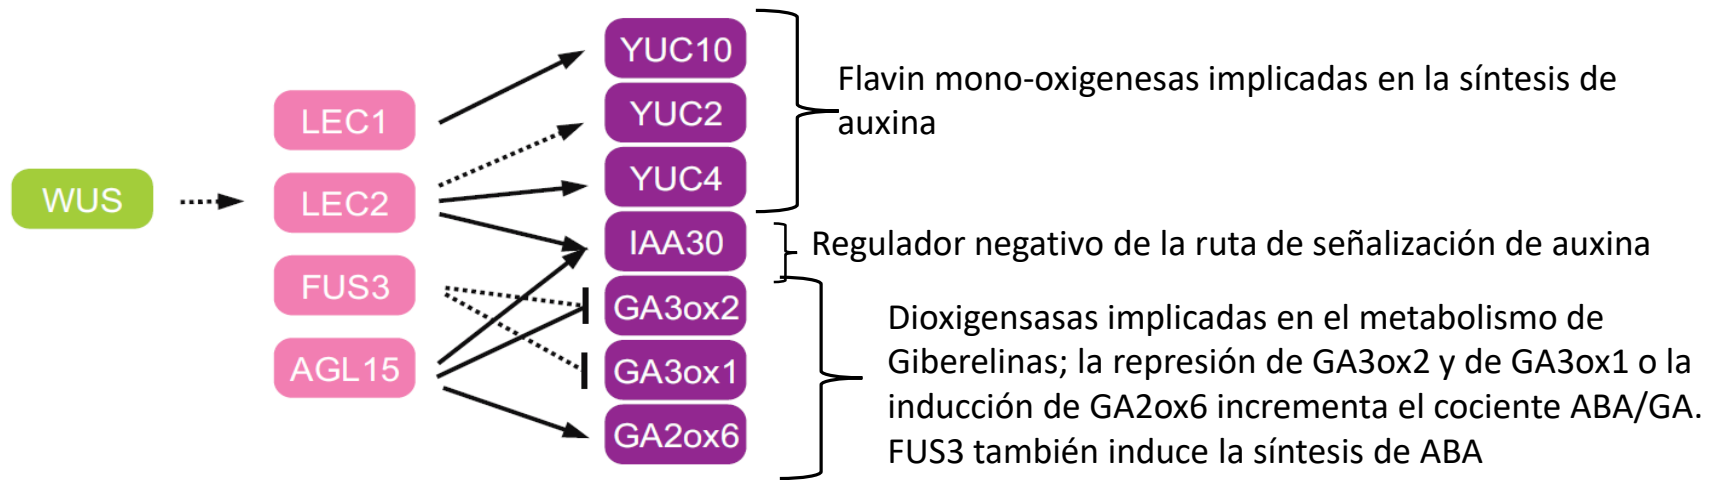 WUS
LEC1
LEC2
FUS3
AGL15
YUC10
YUC2
YUC4
IAA30
GA3ox2
GA3ox1
GA2ox6
Flavin mono-oxigenesas implicadas en la síntesis de
auxina
Regulador negativo de la ruta de señalización de auxina
Dioxigensasas implicadas en el metabolismo de
Giberelinas; la represión de GA3ox2 y de GA3ox1 o la
inducción de GA2ox6 incrementa el cociente ABA/GA.
FUS3 también induce la síntesis de ABA